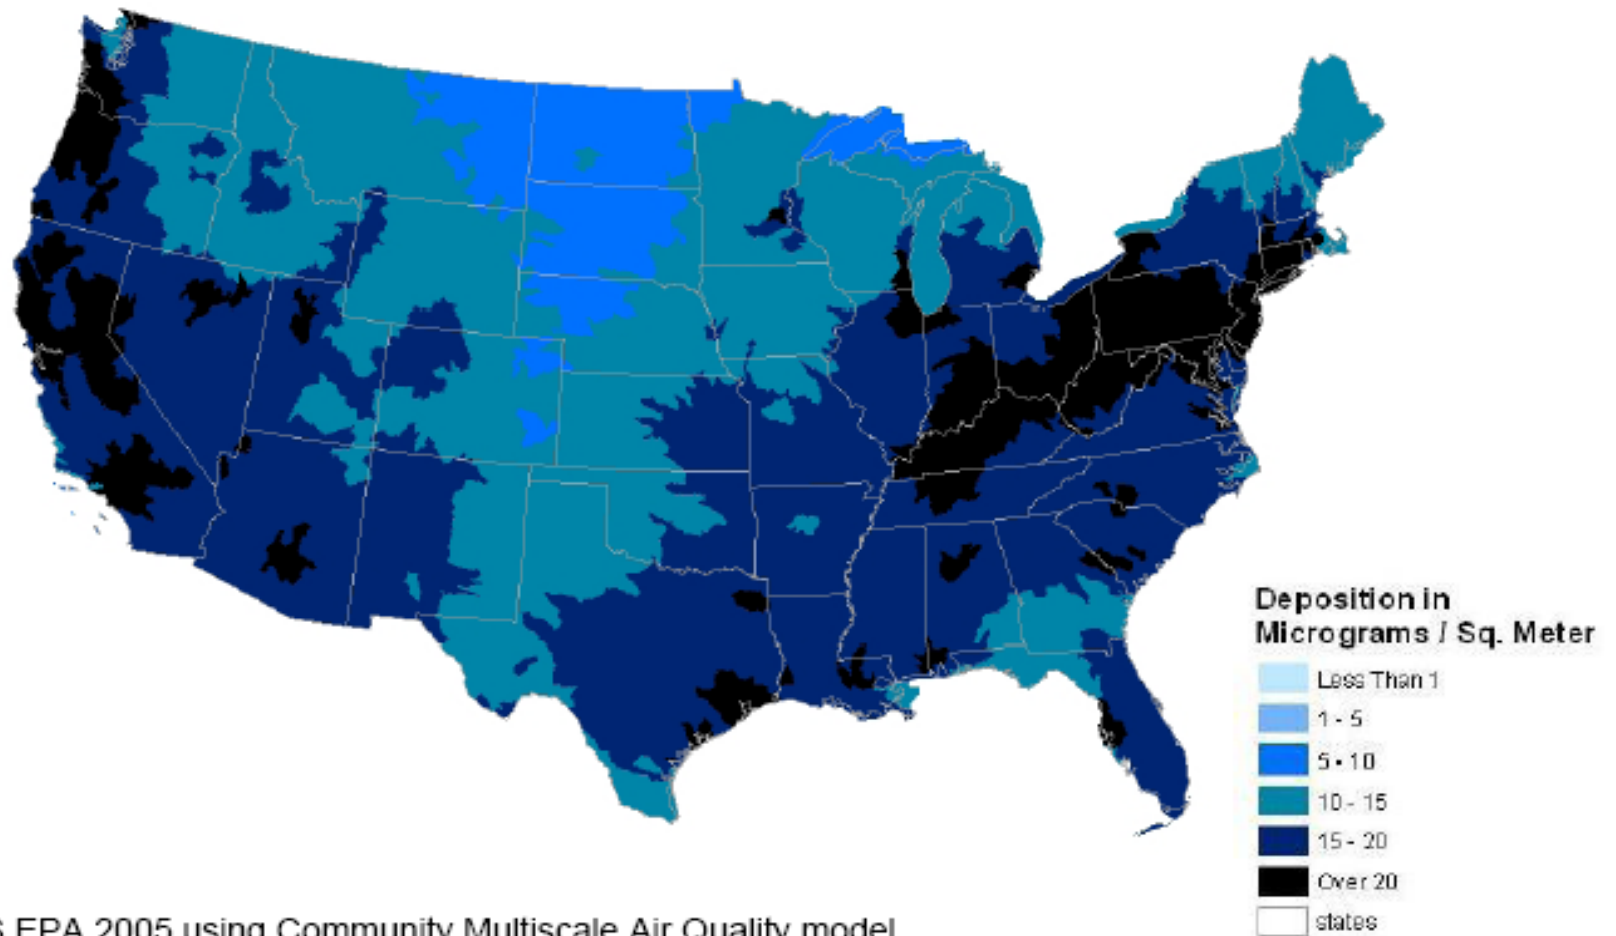 Deposition in
Micrograms / Sq. Meter
Less Than 1
1 - 5
5 - 10
10 - 15
15 - 20
Over 20
states
EPA 2005 using Community Multiscale Air Quality model